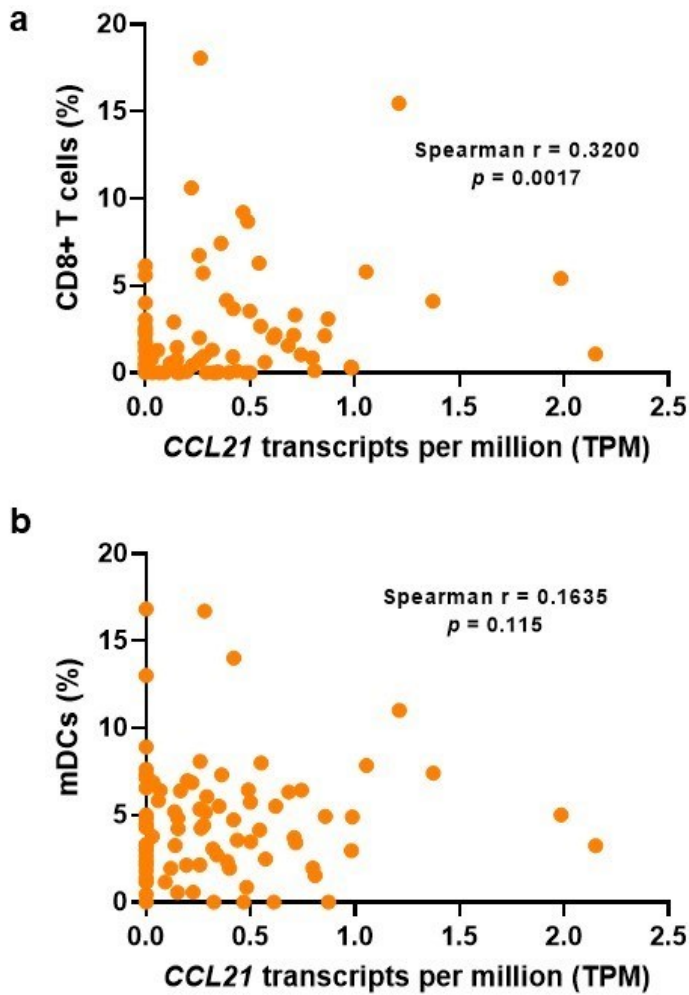 a
20
15
10
5
0
CD8+ T cells (%)
Spearman r = 0.3200
p = 0.0017
0.0 0.5 1.0 1.5 2.0 2.5
CCL21 transcripts per million (TPM)
b
20
15
10
5
0
mDCs (%)
Spearman r = 0.1635
p = 0.115
0.0 0.5 1.0 1.5 2.0 2.5
CCL21 transcripts per million (TPM)